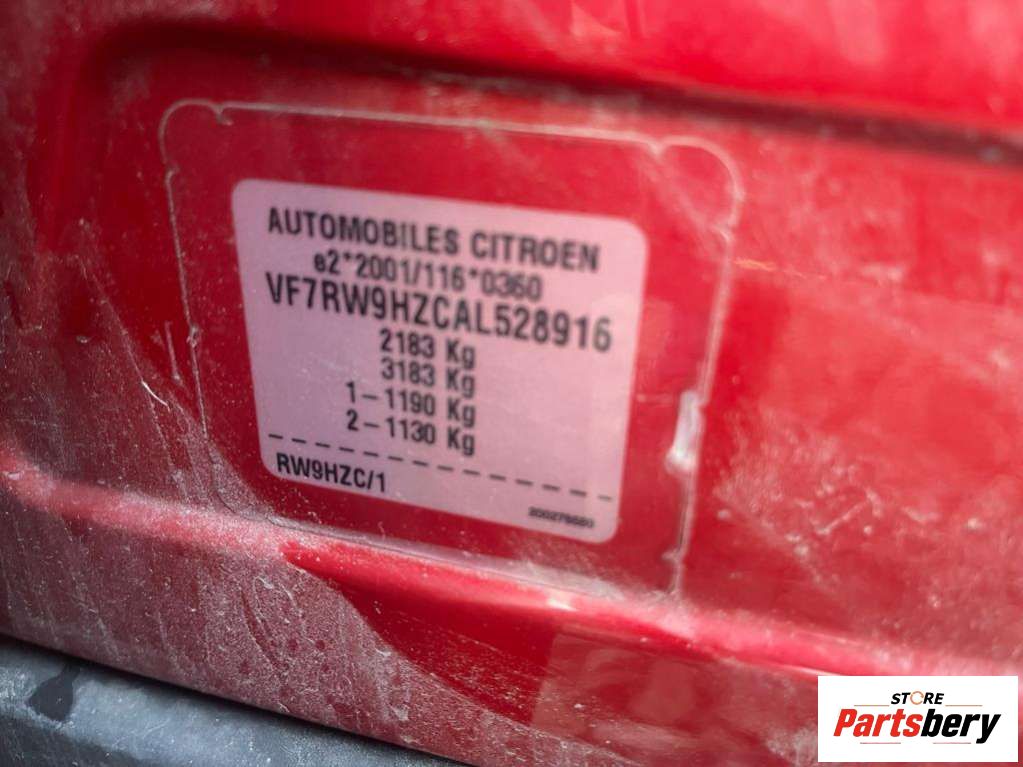 AUTOMOBILES CITROEN
e2*2001/116*0360
VF7RW9HZCAL528916
2183 Kg
3183 Kg
1-1190 Kg
2-1130 Kg
RW9HZC/1
STORE
Partsbery